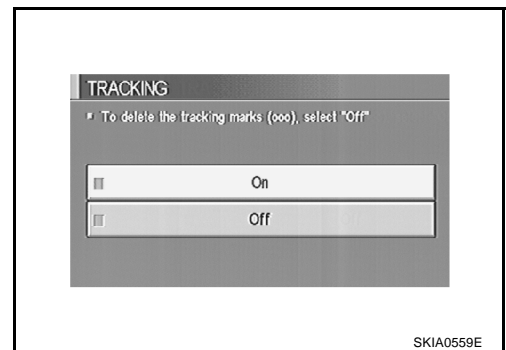 TRACKING
To delete the tracking marks (ooo), select "Off"
On
Off
SKIA0559E